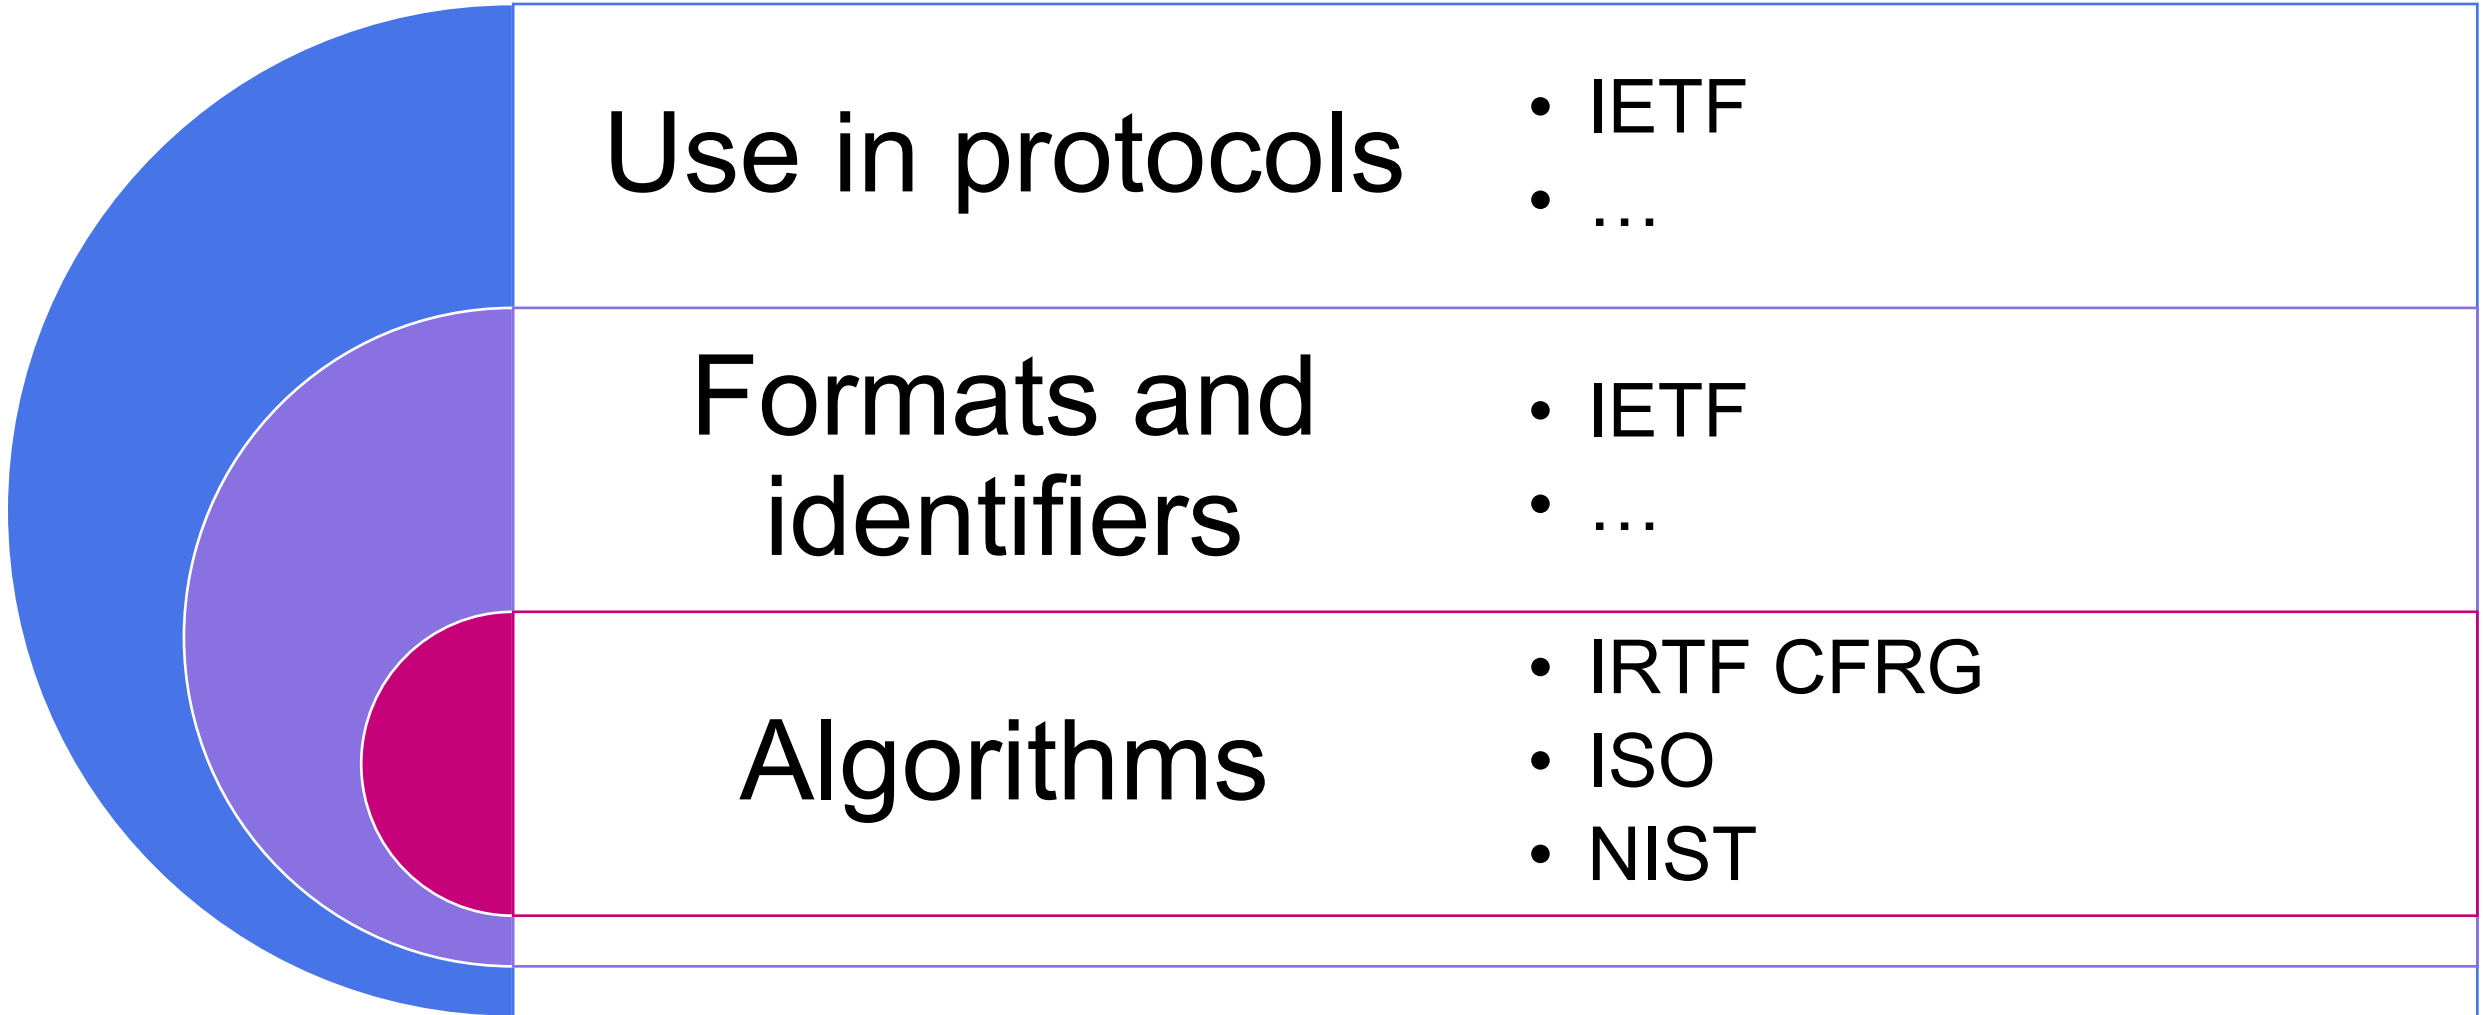 Use in protocols
• IETF
• …
Formats and
identifiers
• IETF
• …
Algorithms
• IRTF CFRG
• ISO
• NIST